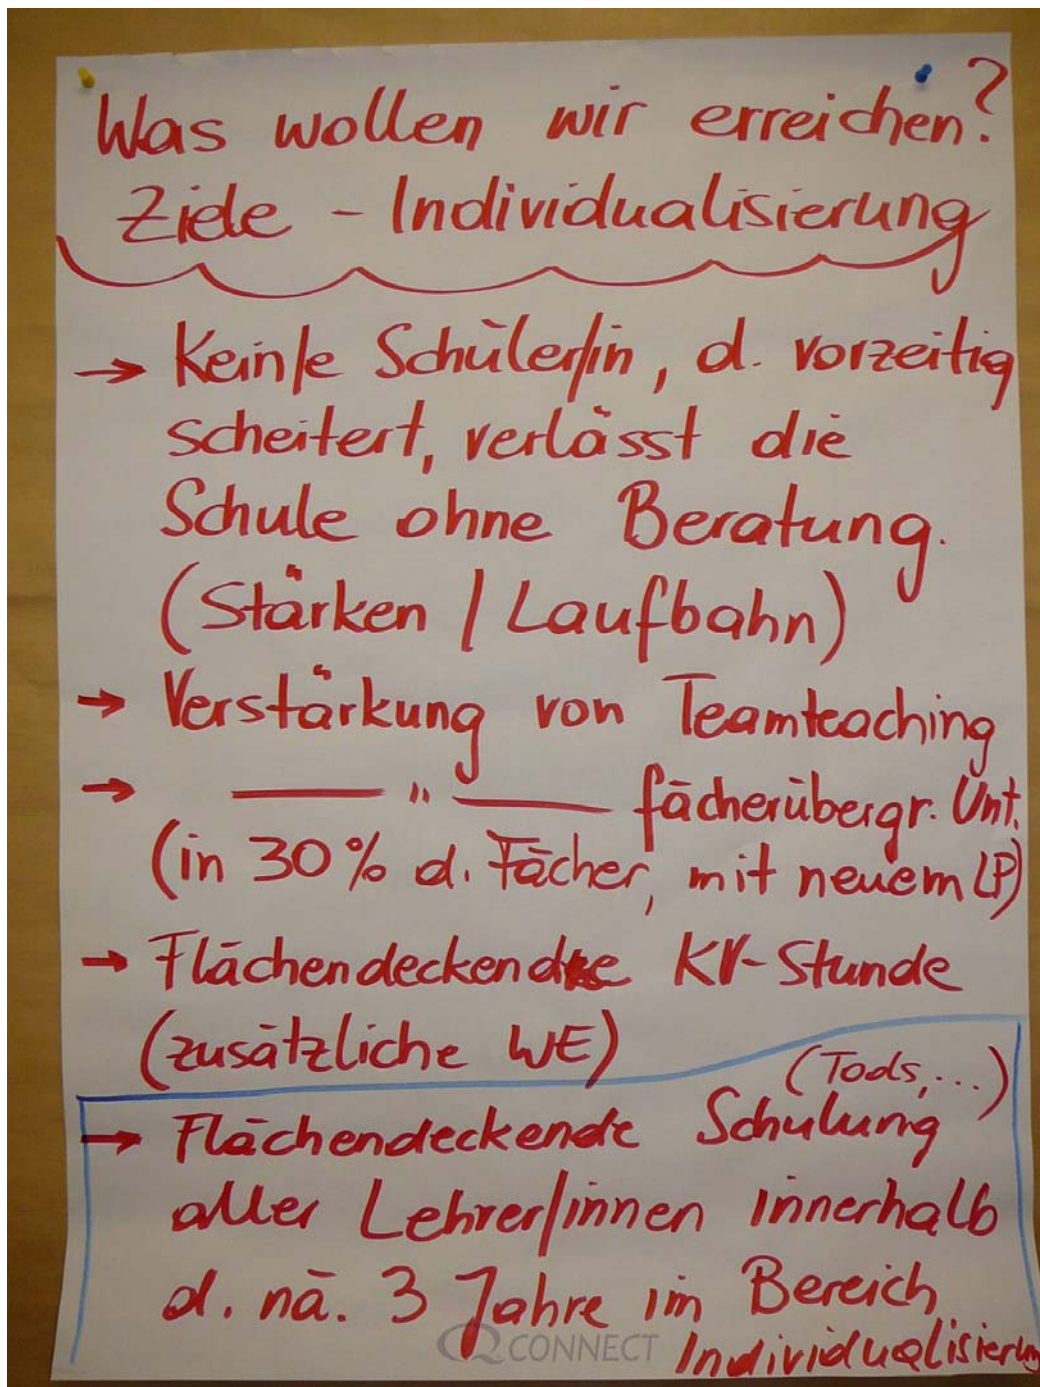 Was wollen wir erreichen?
Ziele - Individualisierung
→ Kein/e Schüler/in, d. vorzeitig
scheitert, verlässt die
Schule ohne Beratung.
(Stärken / Laufbahn)
→ Verstärkung von Teamteaching
→ —— " —— fächerübergr. Unt.
(in 30% d. Fächer, mit neuem LP)
→ Flächendeckende KV-Stunde
(zusätzliche WE)
(Tools,...)
→ Flächendeckende Schulung
aller Lehrer/innen innerhalb
d. nä. 3 Jahre im Bereich
Individualisierung
QCONNECT